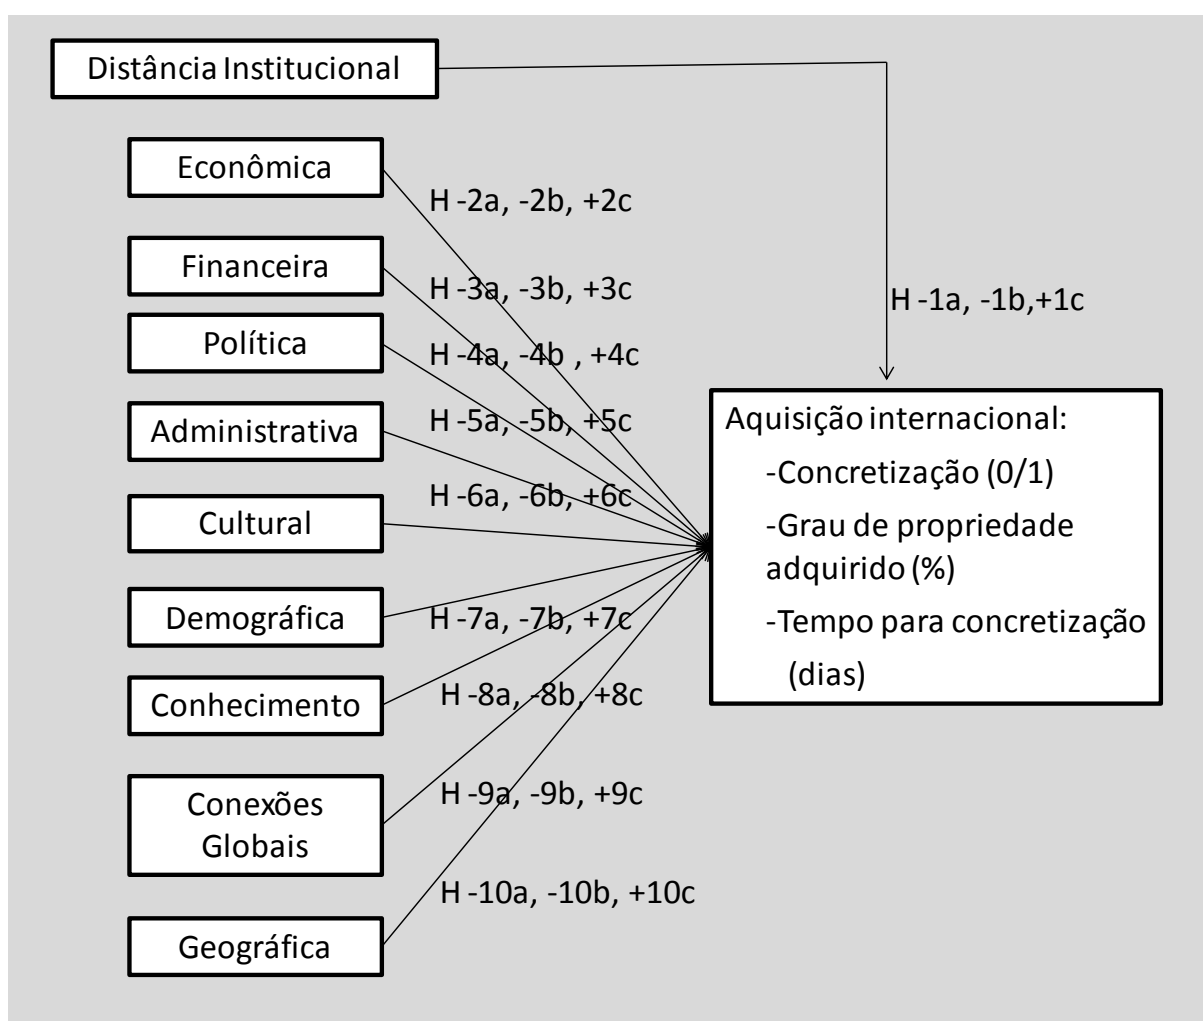 Distância Institucional
Econômica
H -2a, -2b, +2c
Financeira
H -3a, -3b, +3c
H -1a, -1b,+1c
Política
H -4a, -4b , +4c
Aquisição internacional:
-Concretização (0/1)
-Grau de propriedade
adquirido (%)
-Tempo para concretização
(dias)
Administrativa
H -5a, -5b, +5c
Cultural
H -6a, -6b, +6c
Demográfica
H -7a, -7b, +7c
Conhecimento
H -8a, -8b, +8c
Conexões
Globais
H -9a, -9b, +9c
H -10a, -10b, +10c
Geográfica